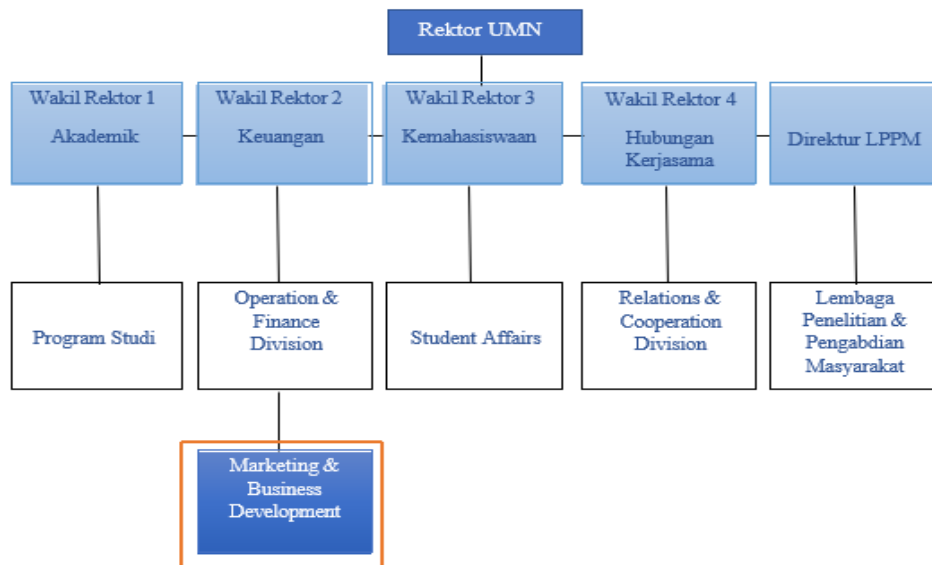 Rektor UMN
Wakil Rektor 1
Akademik
Wakil Rektor 2
Keuangan
Wakil Rektor 3
Kemahasiswaan
Wakil Rektor 4
Hubungan
Kerjasama
Direktur LPPM
Program Studi
Operation &
Finance
Division
Student Affairs
Relations &
Cooperation
Division
Lembaga
Penelitian &
Pengabdian
Masyarakat
Marketing &
Business
Development